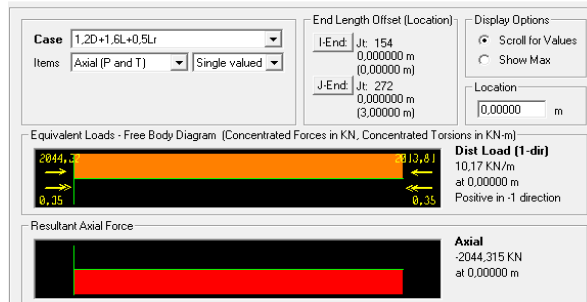 Case 1,2D+1,6L+0,5Lr
Items Axial (P and T) Single valued
End Length Offset (Location)
I-End: Jt: 154
0,000000 m
(0,00000 m)
J-End: Jt: 272
0,000000 m
(3,00000 m)
Display Options
Scroll for Values
Show Max
Location
0,00000 m
Equivalent Loads - Free Body Diagram (Concentrated Forces in KN, Concentrated Torsions in KN-m)
2044,32 2013,81
0,35 0,35
Dist Load (1-dir)
10,17 KN/m
at 0,00000 m
Positive in -1 direction
Resultant Axial Force
Axial
-2044,315 KN
at 0,00000 m